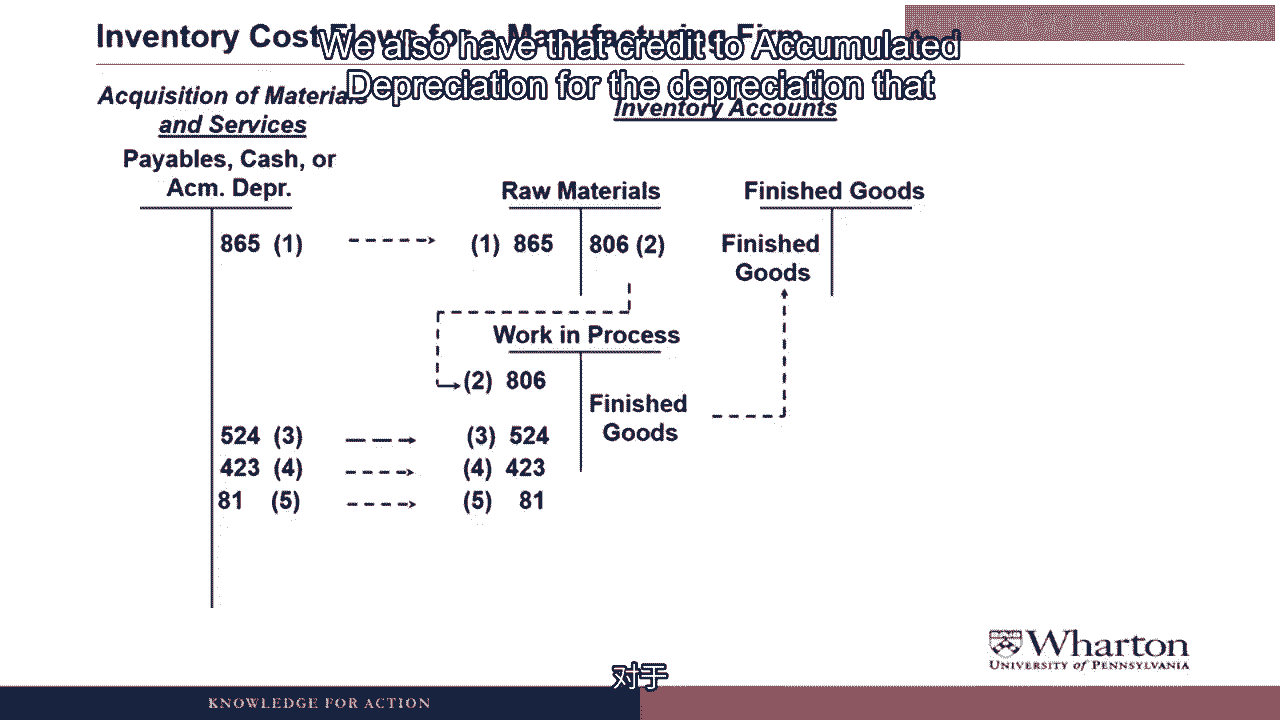 Inventory Cost Flows for a Manufacturing Firm
We also have that credit to Accumulated
Depreciation for the depreciation that
Acquisition of Materials
and Services
Inventory Accounts
Payables, Cash, or
Acm. Depr.
Raw Materials
Finished Goods
865 (1)
(1) 865
806 (2)
Finished
Goods
Work in Process
(2) 806
Finished
Goods
524 (3)
(3) 524
423 (4)
(4) 423
81 (5)
(5) 81
Wharton
UNIVERSITY of PENNSYLVANIA
对于
KNOWLEDGE FOR ACTION